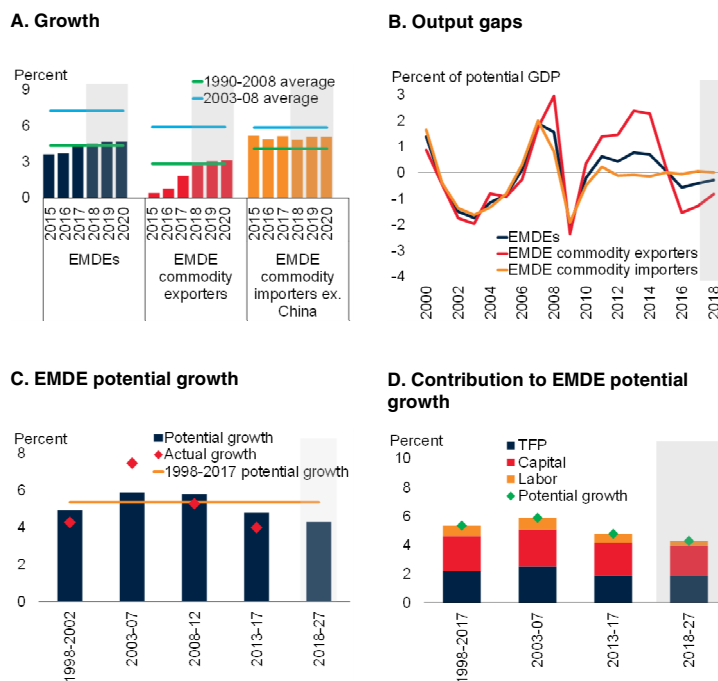 A. Growth
Percent
9
6
3
0
1990-2008 average
2003-08 average
2015 2016 2017 2018 2019 2020
2015 2016 2017 2018 2019 2020
2015 2016 2017 2018 2019 2020
EMDEs
EMDE
commodity
exporters
EMDE
commodity
importers ex.
China
B. Output gaps
Percent of potential GDP
3
2
1
0
-1
-2
-3
-4
EMDEs
EMDE commodity exporters
EMDE commodity importers
2000 2002 2004 2006 2008 2010 2012 2014 2016 2018
C. EMDE potential growth
Percent
8
6
4
2
0
Potential growth
Actual growth
1998-2017 potential growth
1998-2002 2003-07 2008-12 2013-17 2018-27
D. Contribution to EMDE potential
growth
Percent
10
8
6
4
2
0
TFP
Capital
Labor
Potential growth
1998-2017 2003-07 2013-17 2018-27